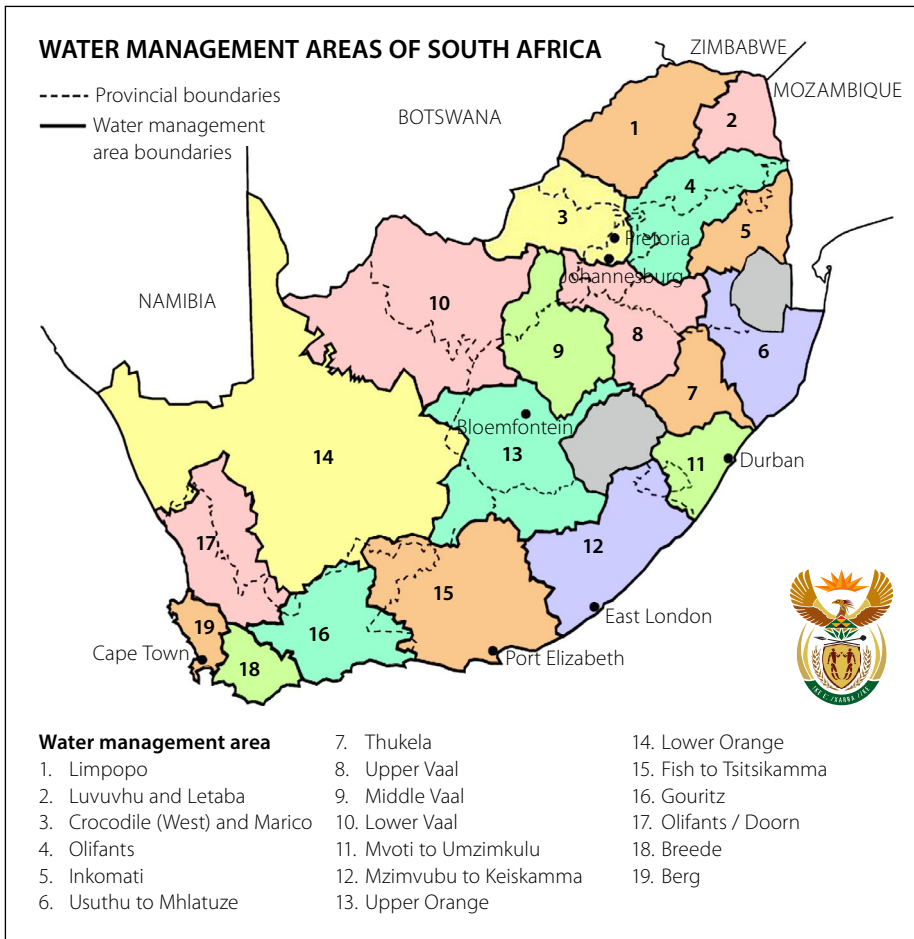 WATER MANAGEMENT AREAS OF SOUTH AFRICA
Provincial boundaries
Water management
area boundaries
ZIMBABWE
MOZAMBIQUE
BOTSWANA
NAMIBIA
1
2
3
4
5
6
7
8
9
10
11
12
13
14
15
16
17
18
19
Pretoria
Johannesburg
Bloemfontein
Durban
East London
Port Elizabeth
Cape Town
!KE E: /XARRA //KE
Water management area
1. Limpopo
2. Luvuvhu and Letaba
3. Crocodile (West) and Marico
4. Olifants
5. Inkomati
6. Usuthu to Mhlatuze
7. Thukela
8. Upper Vaal
9. Middle Vaal
10. Lower Vaal
11. Mvoti to Umzimkulu
12. Mzimvubu to Keiskamma
13. Upper Orange
14. Lower Orange
15. Fish to Tsitsikamma
16. Gouritz
17. Olifants / Doorn
18. Breede
19. Berg